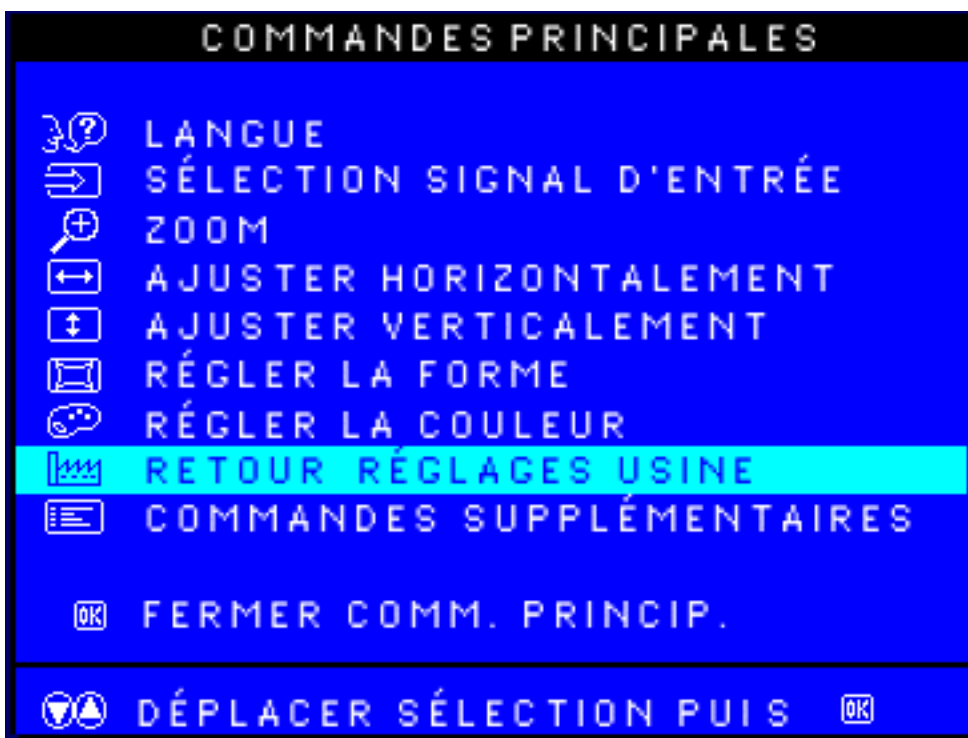 COMMANDES PRINCIPALES
LANGUE
SÉLECTION SIGNAL D'ENTRÉE
ZOOM
AJUSTER HORIZONTALEMENT
AJUSTER VERTICALEMENT
RÉGLER LA FORME
RÉGLER LA COULEUR
RETOUR RÉGLAGES USINE
COMMANDES SUPPLÉMENTAIRES
OK FERMER COMM. PRINCIP.
DÉPLACER SÉLECTION PUIS OK